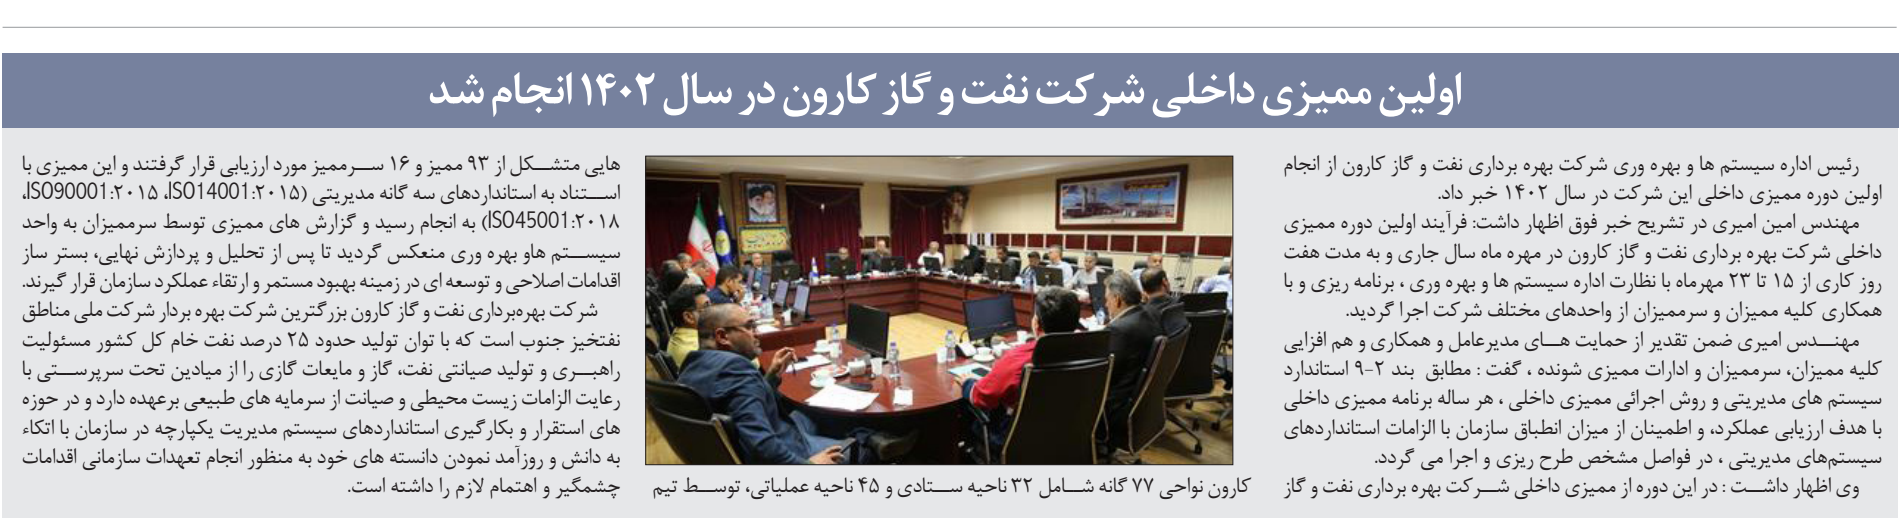 اولین ممیزی داخلی شرکت نفت و گاز کارون در سال ۱۴۰۲ انجام شد
رئیس اداره سیستم ها و بهره وری شرکت بهره برداری نفت و گاز کارون از انجام
اولین دوره ممیزی داخلی این شرکت در سال ۱۴۰۲ خبر داد.
مهندس امین امیری در تشریح خبر فوق اظهار داشت: فرآیند اولین دوره ممیزی
داخلی شرکت بهره برداری نفت و گاز کارون در مهره ماه سال جاری و به مدت هفت
روز کاری از ۱۵ تا ۲۳ مهرماه با نظارت اداره سیستم ها و بهره وری ، برنامه ریزی و با
همکاری کلیه ممیزان و سرممیزان از واحدهای مختلف شرکت اجرا گردید.
مهندس امیری ضمن تقدیر از حمایت های مدیرعامل و همکاری و هم افزایی
کلیه ممیزان، سرممیزان و ادارات ممیزی شونده ، گفت : مطابق بند ۲-۹ استاندارد
سیستم های مدیریتی و روش اجرائی ممیزی داخلی ، هر ساله برنامه ممیزی داخلی
با هدف ارزیابی عملکرد، و اطمینان از میزان انطباق سازمان با الزامات استانداردهای
سیستم‌های مدیریتی ، در فواصل مشخص طرح ریزی و اجرا می گردد.
وی اظهار داشت : در این دوره از ممیزی داخلی شرکت بهره برداری نفت و گاز
کارون نواحی ۷۷ گانه شامل ۳۲ ناحیه ستادی و ۴۵ ناحیه عملیاتی، توسط تیم
هایی متشکل از ۹۳ ممیز و ۱۶ سرممیز مورد ارزیابی قرار گرفتند و این ممیزی با
استناد به استانداردهای سه گانه مدیریتی (ISO90001:۲۰۱۵ ،ISO14001:۲۰۱۵،
ISO45001:۲۰۱۸) به انجام رسید و گزارش های ممیزی توسط سرممیزان به واحد
سیستم هاو بهره وری منعکس گردید تا پس از تحلیل و پردازش نهایی، بستر ساز
اقدامات اصلاحی و توسعه ای در زمینه بهبود مستمر و ارتقاء عملکرد سازمان قرار گیرند.
شرکت بهره‌برداری نفت و گاز کارون بزرگترین شرکت بهره بردار شرکت ملی مناطق
نفتخیز جنوب است که با توان تولید حدود ۲۵ درصد نفت خام کل کشور مسئولیت
راهبری و تولید صیانتی نفت، گاز و مایعات گازی را از میادین تحت سرپرستی با
رعایت الزامات زیست محیطی و صیانت از سرمایه های طبیعی برعهده دارد و در حوزه
های استقرار و بکارگیری استانداردهای سیستم مدیریت یکپارچه در سازمان با اتکاء
به دانش و روزآمد نمودن دانسته های خود به منظور انجام تعهدات سازمانی اقدامات
چشمگیر و اهتمام لازم را داشته است.